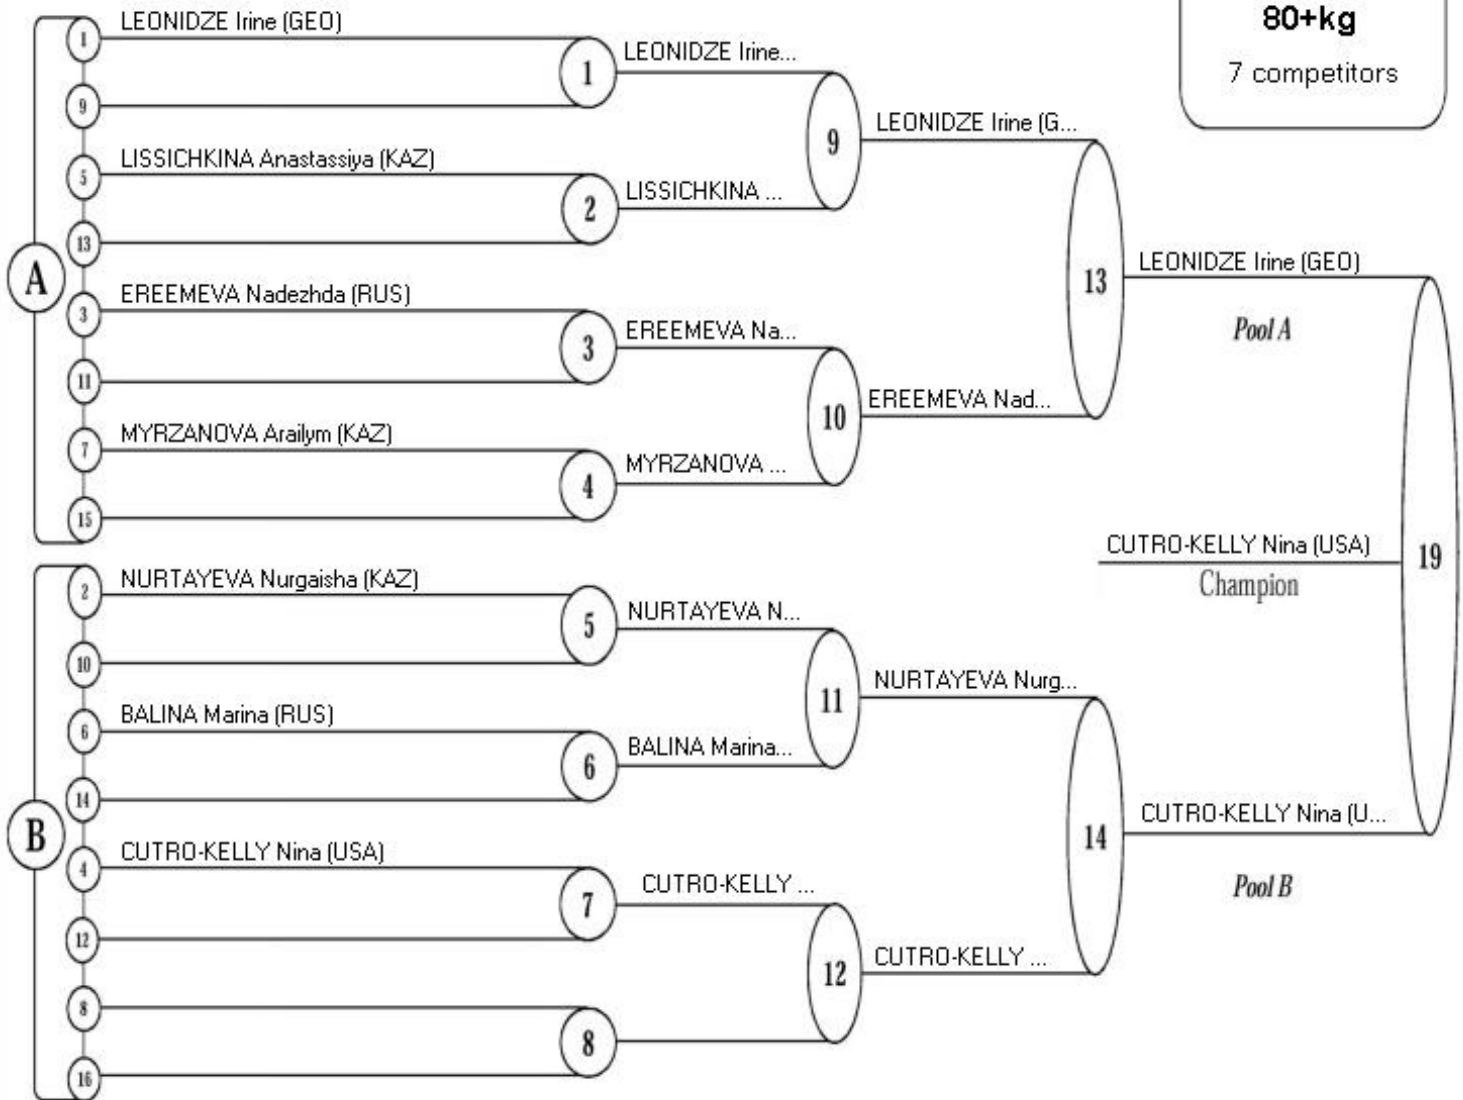 80+kg
7 competitors
LEONIDZE Irine (GEO)
1
9
1
LEONIDZE Irine...
LISSICHKINA Anastassiya (KAZ)
5
13
2
LISSICHKINA ...
9
LEONIDZE Irine (G...
A
EREEMEVA Nadezhda (RUS)
3
11
3
EREEMEVA Na...
MYRZANOVA Arailym (KAZ)
7
15
4
MYRZANOVA ...
10
EREEMEVA Nad...
13
LEONIDZE Irine (GEO)
Pool A
NURTAYEVA Nurgaisha (KAZ)
2
10
5
NURTAYEVA N...
BALINA Marina (RUS)
6
14
6
BALINA Marina...
11
NURTAYEVA Nurg...
B
CUTRO-KELLY Nina (USA)
4
12
7
CUTRO-KELLY ...
8
16
8
12
CUTRO-KELLY ...
14
CUTRO-KELLY Nina (U...
Pool B
CUTRO-KELLY Nina (USA)
Champion
19